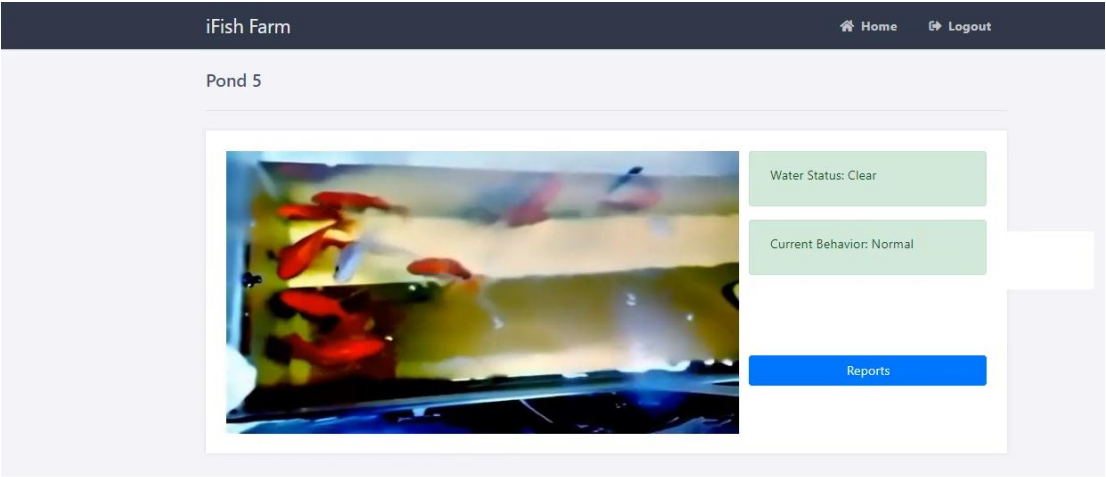 iFish Farm
Home
Logout
Pond 5
Water Status: Clear
Current Behavior: Normal
Reports